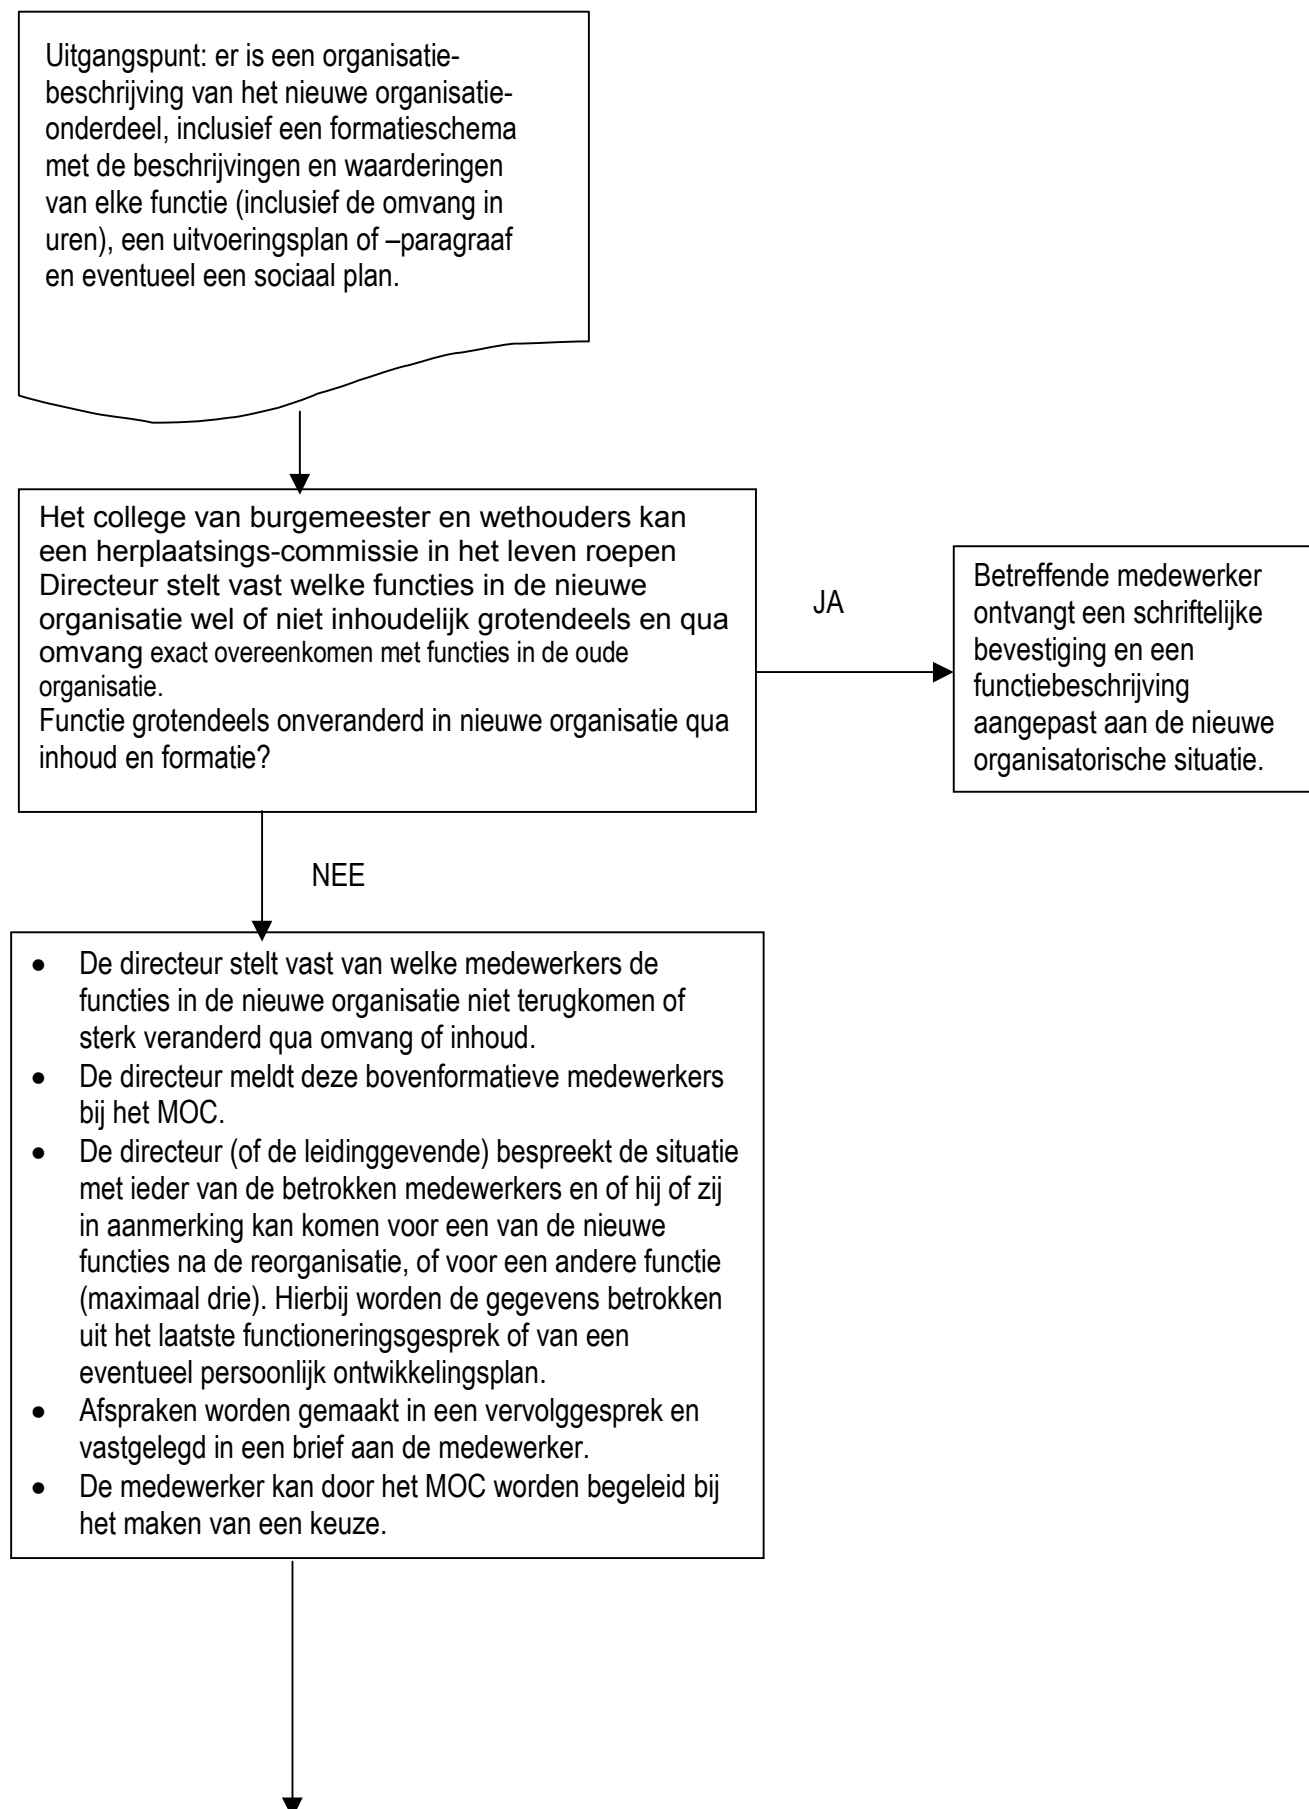 Uitgangspunt: er is een organisatie-
beschrijving van het nieuwe organisatie-
onderdeel, inclusief een formatieschema
met de beschrijvingen en waarderingen
van elke functie (inclusief de omvang in
uren), een uitvoeringsplan of –paragraaf
en eventueel een sociaal plan.
Het college van burgemeester en wethouders kan
een herplaatsings-commissie in het leven roepen
Directeur stelt vast welke functies in de nieuwe
organisatie wel of niet inhoudelijk grotendeels en qua
omvang exact overeenkomen met functies in de oude
organisatie.
Functie grotendeels onveranderd in nieuwe organisatie qua
inhoud en formatie?
JA
Betreffende medewerker
ontvangt een schriftelijke
bevestiging en een
functiebeschrijving
aangepast aan de nieuwe
organisatorische situatie.
NEE
• De directeur stelt vast van welke medewerkers de
functies in de nieuwe organisatie niet terugkomen of
sterk veranderd qua omvang of inhoud.
• De directeur meldt deze bovenformatieve medewerkers
bij het MOC.
• De directeur (of de leidinggevende) bespreekt de situatie
met ieder van de betrokken medewerkers en of hij of zij
in aanmerking kan komen voor een van de nieuwe
functies na de reorganisatie, of voor een andere functie
(maximaal drie). Hierbij worden de gegevens betrokken
uit het laatste functioneringsgesprek of van een
eventueel persoonlijk ontwikkelingsplan.
• Afspraken worden gemaakt in een vervolggesprek en
vastgelegd in een brief aan de medewerker.
• De medewerker kan door het MOC worden begeleid bij
het maken van een keuze.